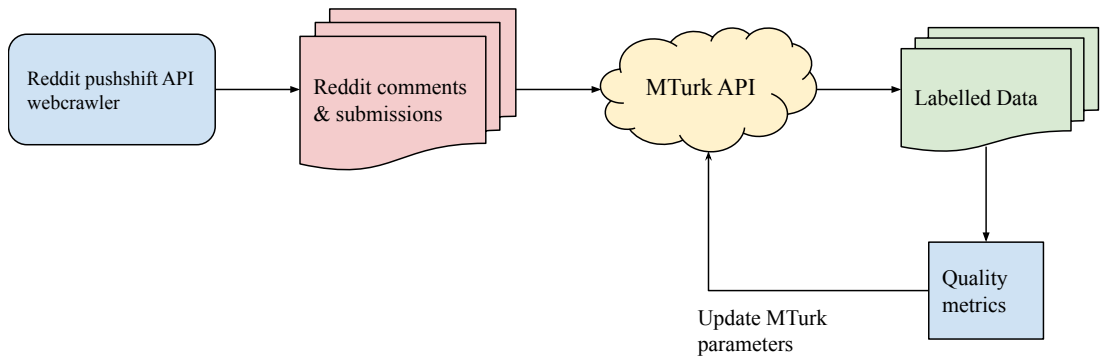 Reddit pushshift API
webcrawler
Reddit comments
& submissions
MTurk API
Labelled Data
Quality
metrics
Update MTurk
parameters